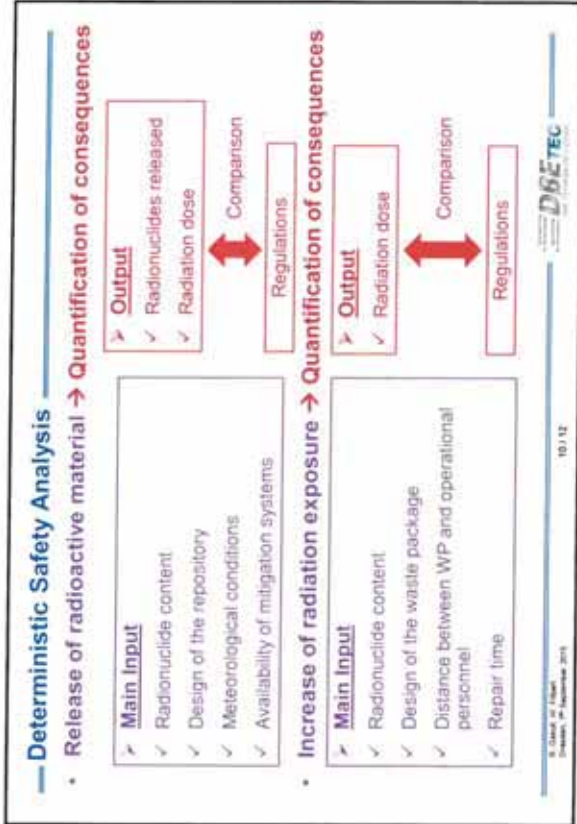 Deterministic Safety Analysis
• Release of radioactive material → Quantification of consequences
➢ Main Input
✓ Radionuclide content
✓ Design of the repository
✓ Meteorological conditions
✓ Availability of mitigation systems
➢ Output
✓ Radionuclides released
✓ Radiation dose
Comparison
Regulations
• Increase of radiation exposure → Quantification of consequences
➢ Main Input
✓ Radionuclide content
✓ Design of the waste package
✓ Distance between WP and operational
personnel
✓ Repair time
➢ Output
✓ Radiation dose
Comparison
Regulations
Dresden, September
10 / 12
DBETEC